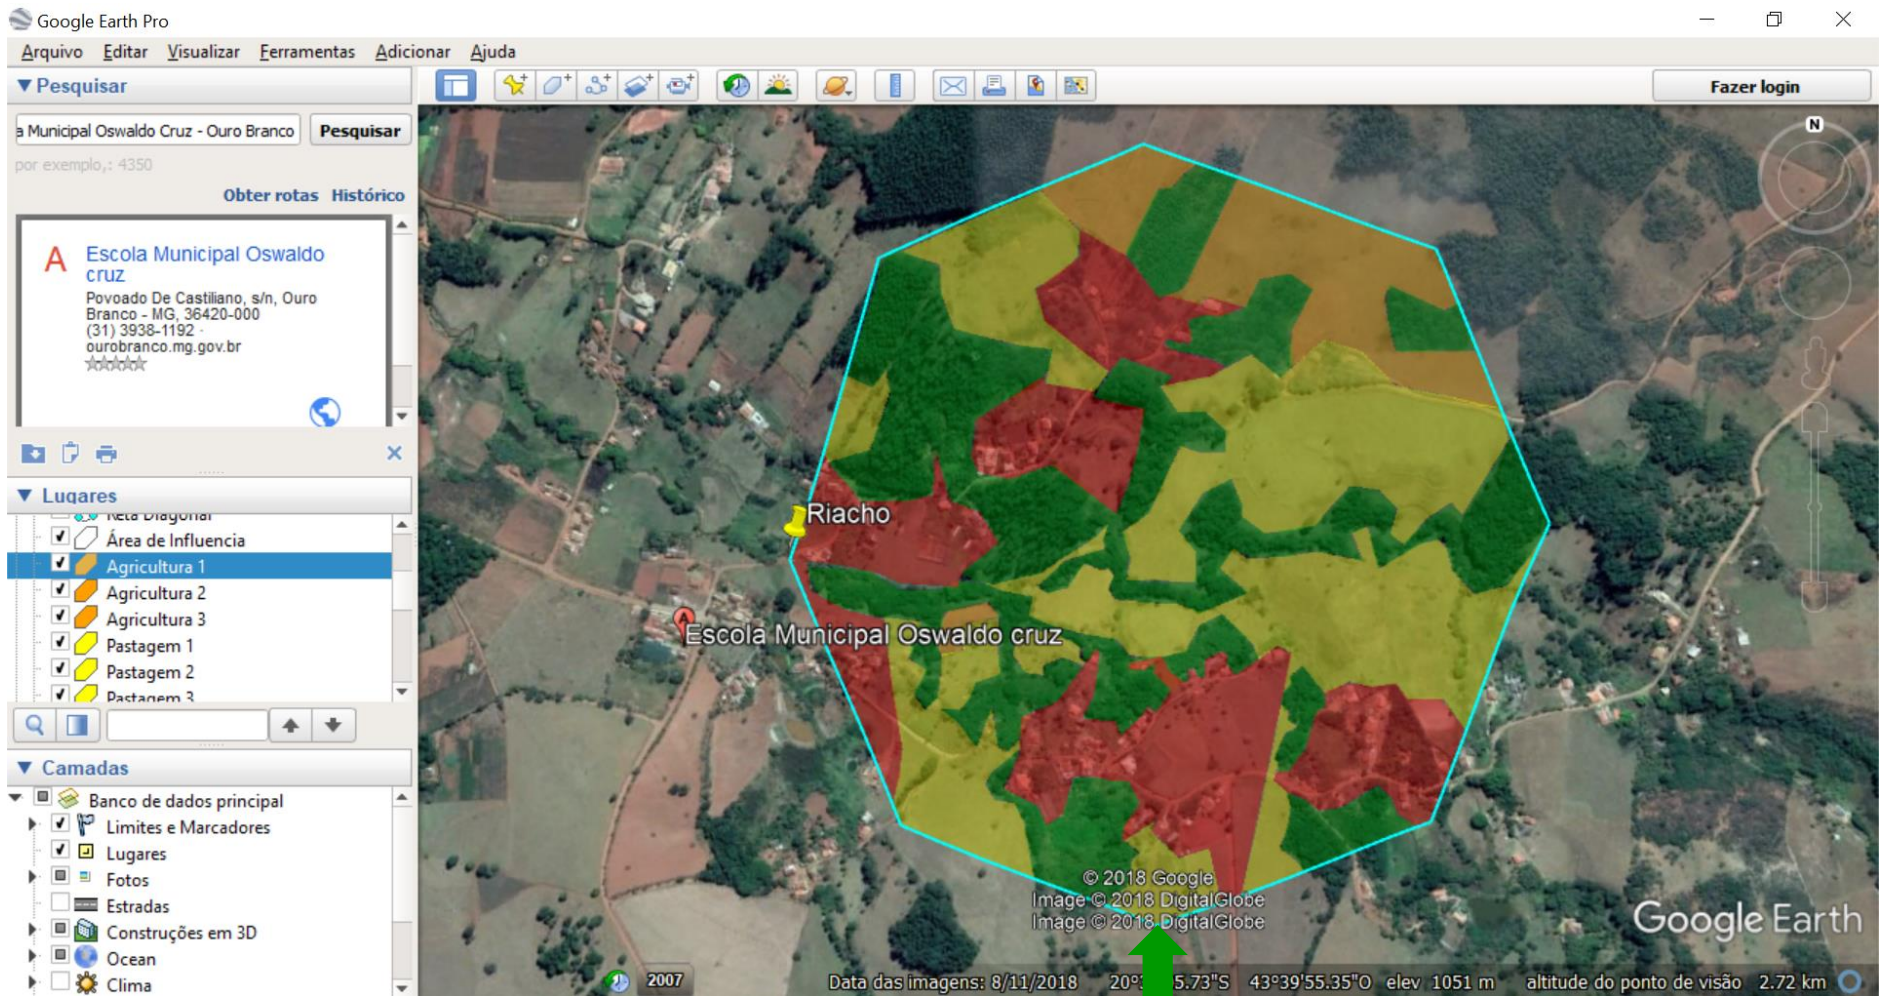 Google Earth Pro
Arquivo Editar Visualizar Ferramentas Adicionar Ajuda
Pesquisar
Fazer login
a Municipal Oswaldo Cruz - Ouro Branco Pesquisar
por exemplo,: 4350
Obter rotas Histórico
A Escola Municipal Oswaldo
cruz
Povoado De Castiliano, s/n, Ouro
Branco - MG, 36420-000
(31) 3938-1192 ·
ourobranco.mg.gov.br
Lugares
Reta Diagonal
Área de Influencia
Agricultura 1
Agricultura 2
Agricultura 3
Pastagem 1
Pastagem 2
Pastagem 3
Camadas
Banco de dados principal
Limites e Marcadores
Lugares
Fotos
Estradas
Construções em 3D
Ocean
Clima
N
Riacho
A
Escola Municipal Oswaldo cruz
© 2018 Google
Image © 2018 DigitalGlobe
Image © 2018 DigitalGlobe
Google Earth
2007
Data das imagens: 8/11/2018 20° 5.73"S 43°39'55.35"O elev 1051 m altitude do ponto de visão 2.72 km